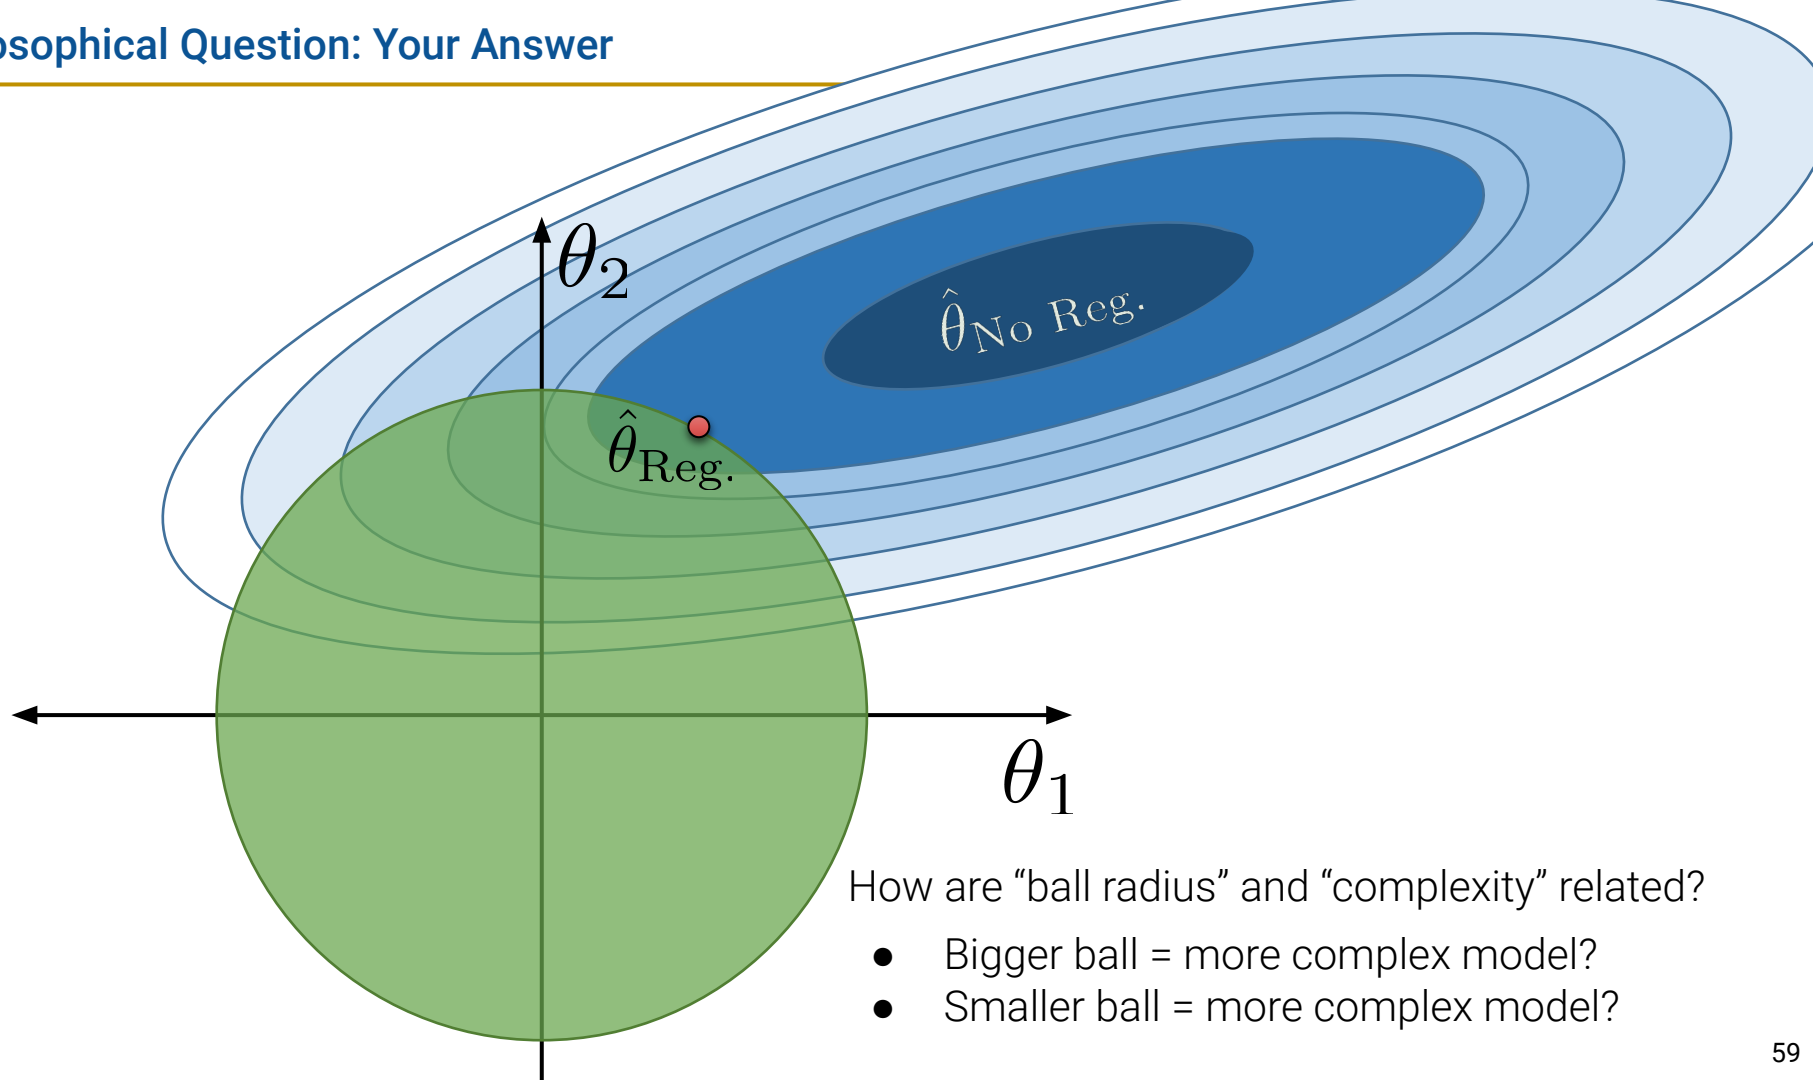 osophical Question: Your Answer
θ₂
θ̂ No Reg.
θ̂ Reg.
θ₁
How are “ball radius” and “complexity” related?
● Bigger ball = more complex model?
● Smaller ball = more complex model?
59